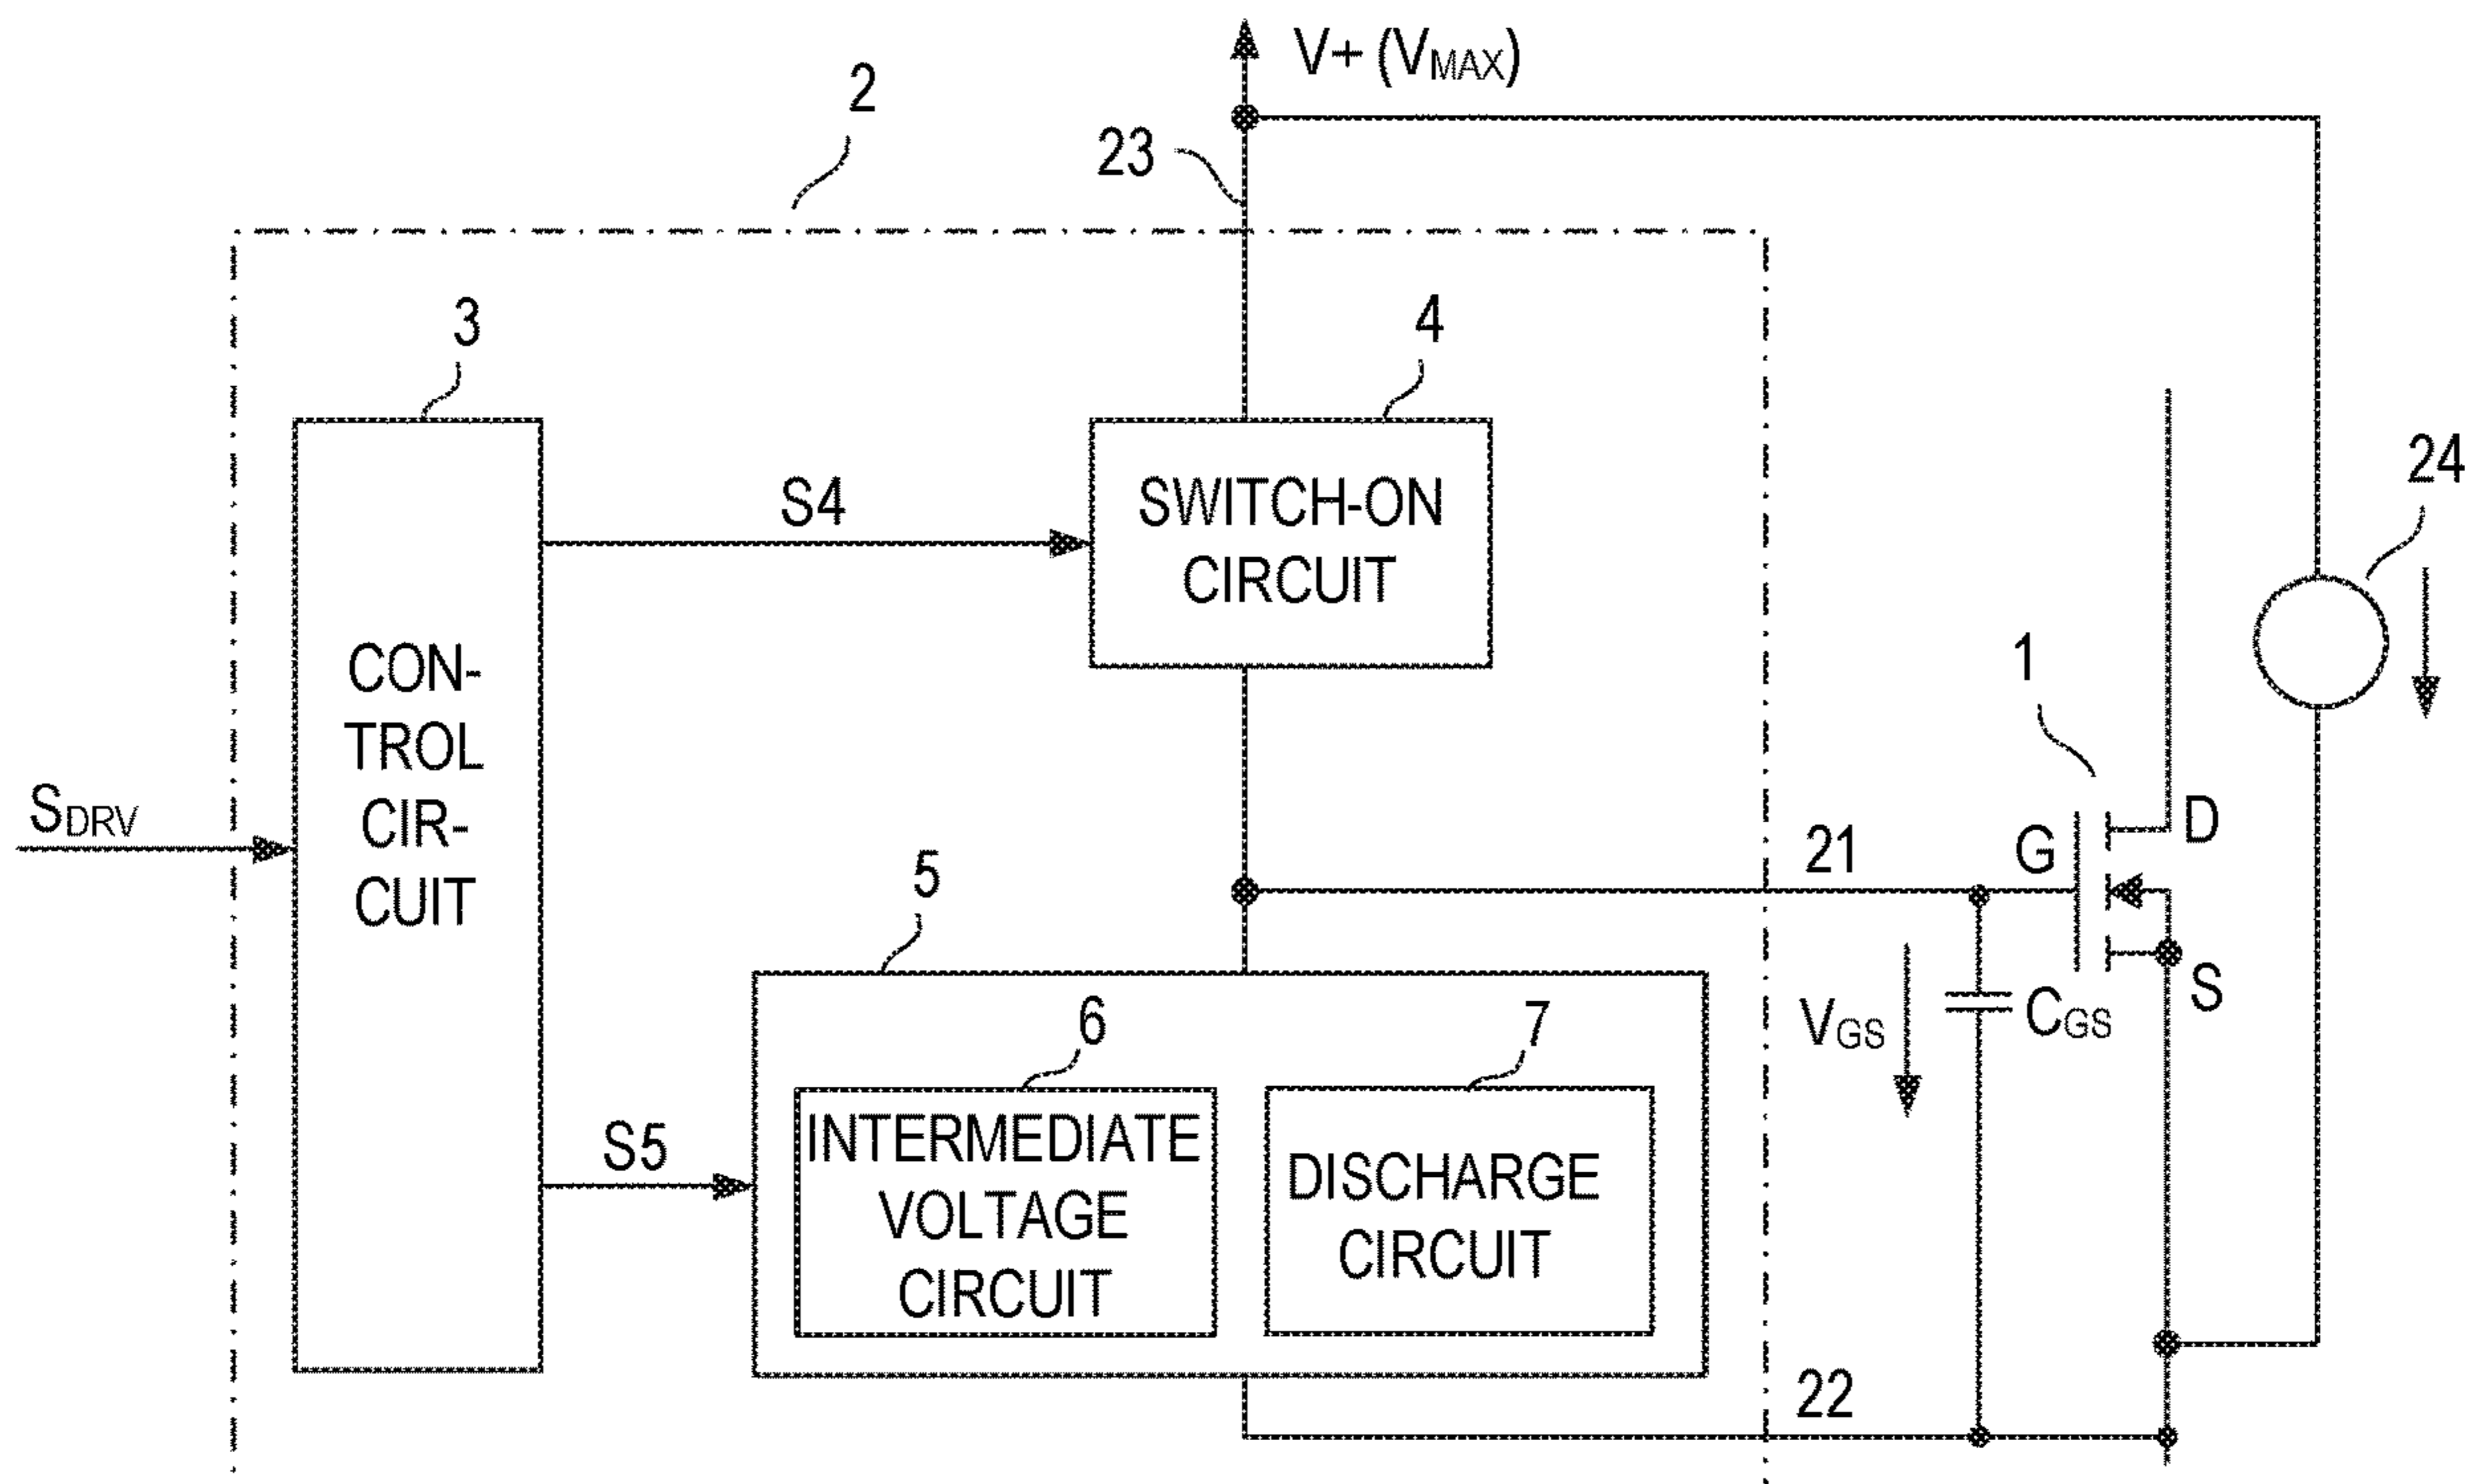 V+ (VMAX)
2
23
3
4
24
S4
SWITCH-ON
CIRCUIT
CON-
TROL
CIR-
CUIT
1
SDRV
D
G
21
5
S
6
7
VGS
CGS
S5
INTERMEDIATE
VOLTAGE
CIRCUIT
DISCHARGE
CIRCUIT
22